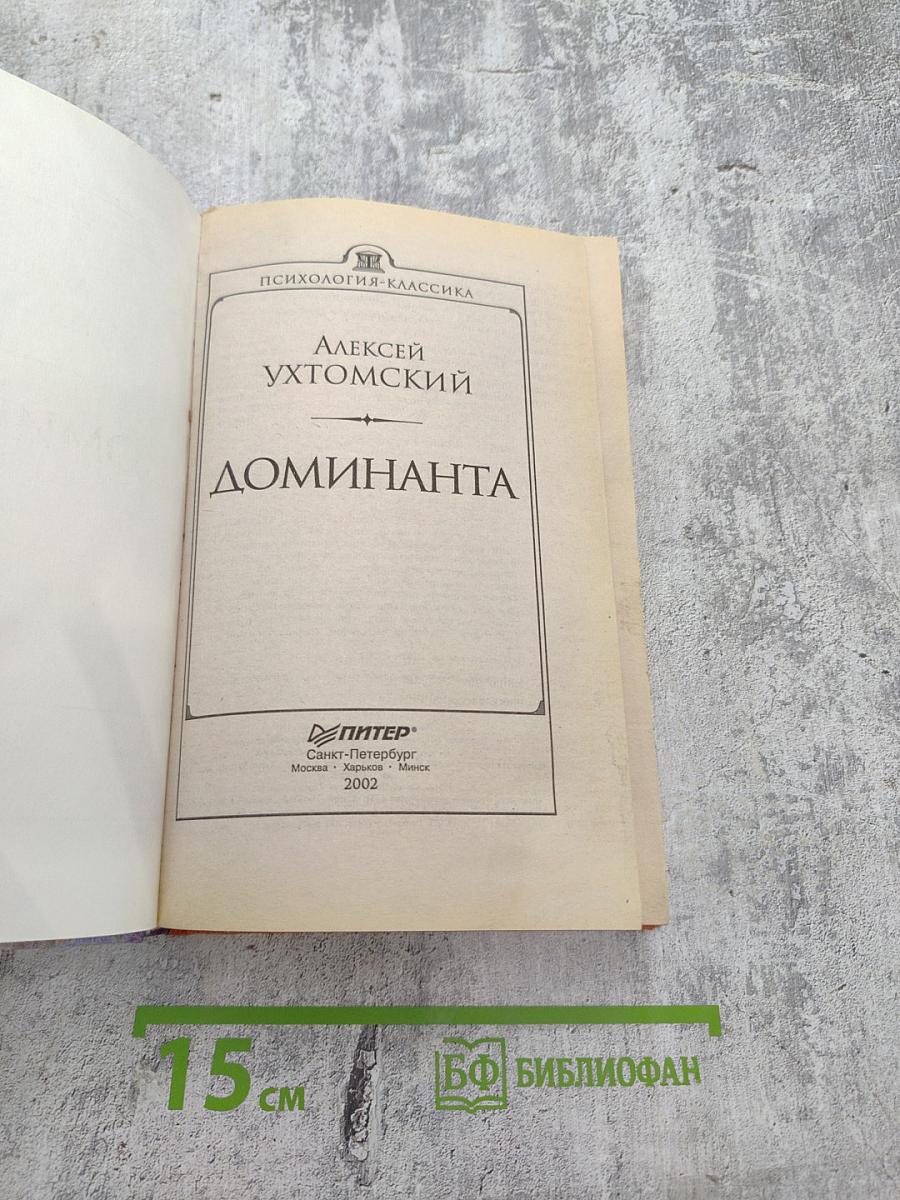 ПСИХОЛОГИЯ-КЛАССИКА
АЛЕКСЕЙ
УХТОМСКИЙ
ДОМИНАНТА
ПИТЕР®
Санкт-Петербург
Москва · Харьков · Минск
2002
15 см
БФ БИБЛИОФАН